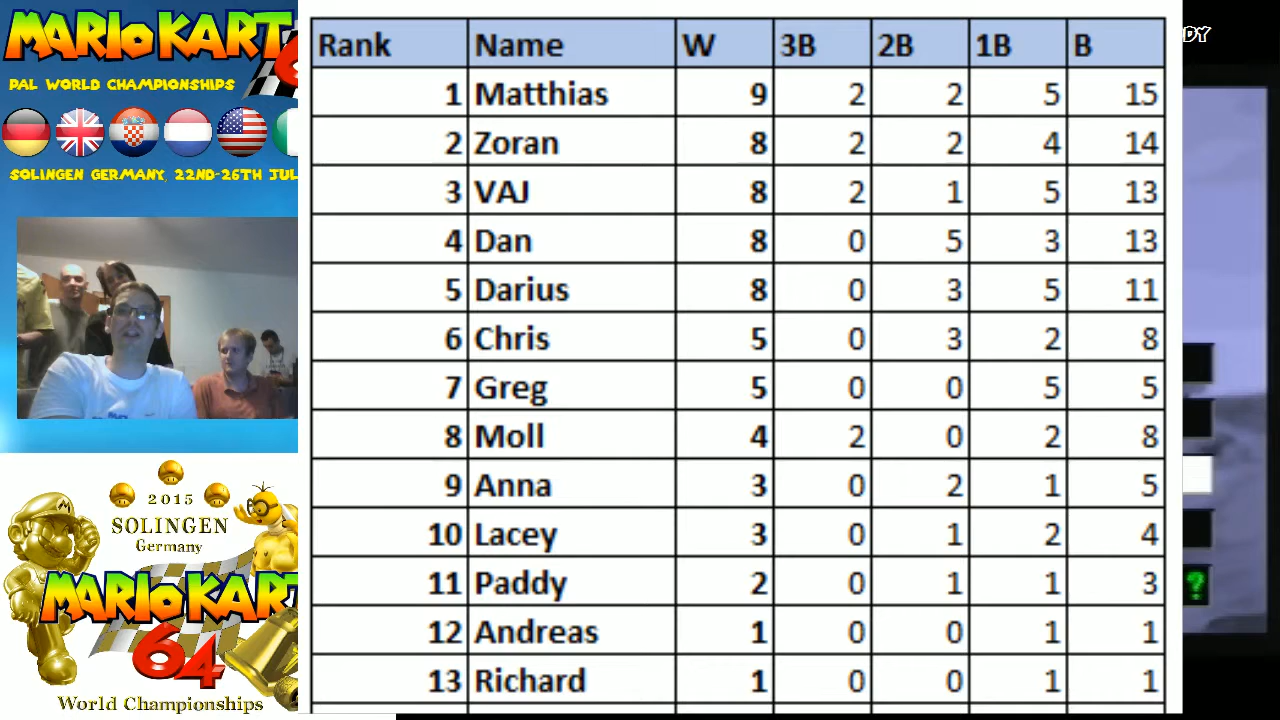 MARIO KART
PAL WORLD CHAMPIONSHIPS
SOLINGEN GERMANY, 22ND-26TH JUL
2015
SOLINGEN
Germany
MARIO KART
64
World Championships
Rank Name W 3B 2B 1B B
1 Matthias 9 2 2 5 15
2 Zoran 8 2 2 4 14
3 VAJ 8 2 1 5 13
4 Dan 8 0 5 3 13
5 Darius 8 0 3 5 11
6 Chris 5 0 3 2 8
7 Greg 5 0 0 5 5
8 Moll 4 2 0 2 8
9 Anna 3 0 2 1 5
10 Lacey 3 0 1 2 4
11 Paddy 2 0 1 1 3
12 Andreas 1 0 0 1 1
13 Richard 1 0 0 1 1
DY
?